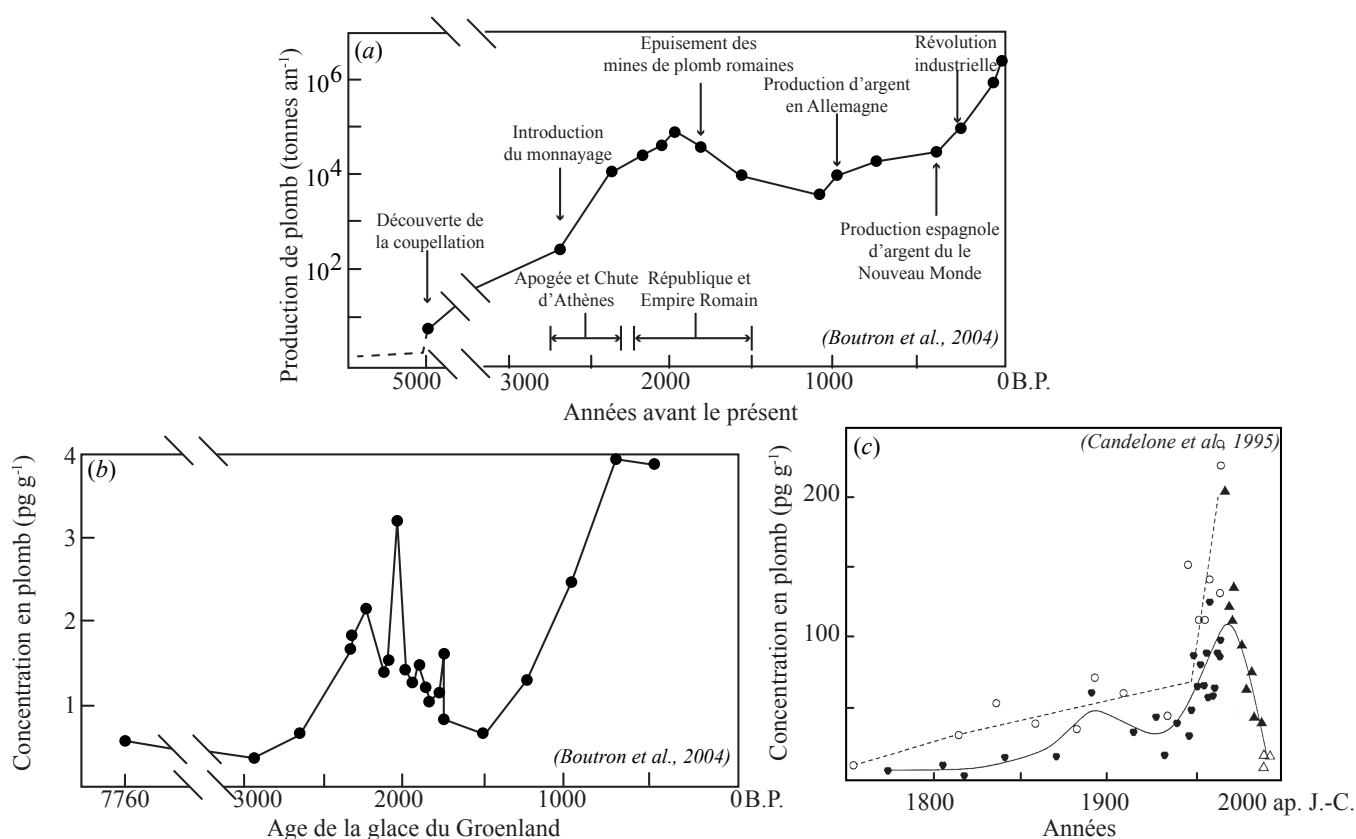 (a)
Production de plomb (tonnes an-1)
10^6
10^4
10^2
Découverte de
la coupellation
Introduction
du monnayage
Epuisement des
mines de plomb romaines
Production d’argent
en Allemagne
Révolution
industrielle
Production espagnole
d’argent du le
Nouveau Monde
Apogée et Chute
d’Athènes
République et
Empire Romain
(Boutron et al., 2004)
5000 3000 2000 1000 0 B.P.
Années avant le présent
(b)
Concentration en plomb (pg g-1)
4
3
2
1
(Boutron et al., 2004)
7760 3000 2000 1000 0 B.P.
Age de la glace du Groenland
(c)
(Candelone et al, 1995)
Concentration en plomb (pg g-1)
200
100
1800 1900 2000 ap. J.-C.
Années